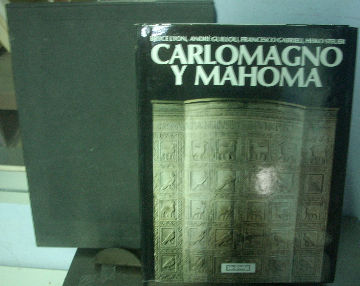 BRYCE LYON, ANDRÉ GUILLOU, FRANCESCO GABRIELI, HEIKO STEUER
CARLOMAGNO
Y MAHOMA